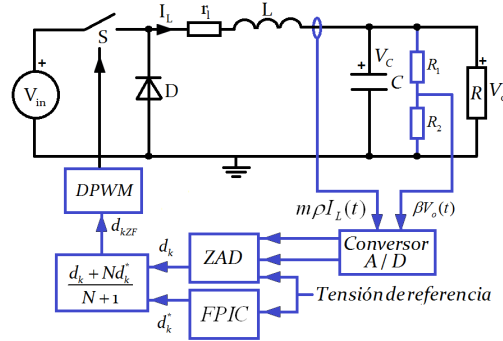 I_L
r_l
L
S
V_in
D
V_C
C
R_1
R_2
R
V_o
DPWM
d_kZF
mρI_L(t)
βV_o(t)
d_k
ZAD
Conversor
A/D
d_k + Nd_k^*
N + 1
d_k^*
FPIC
Tensión de referencia